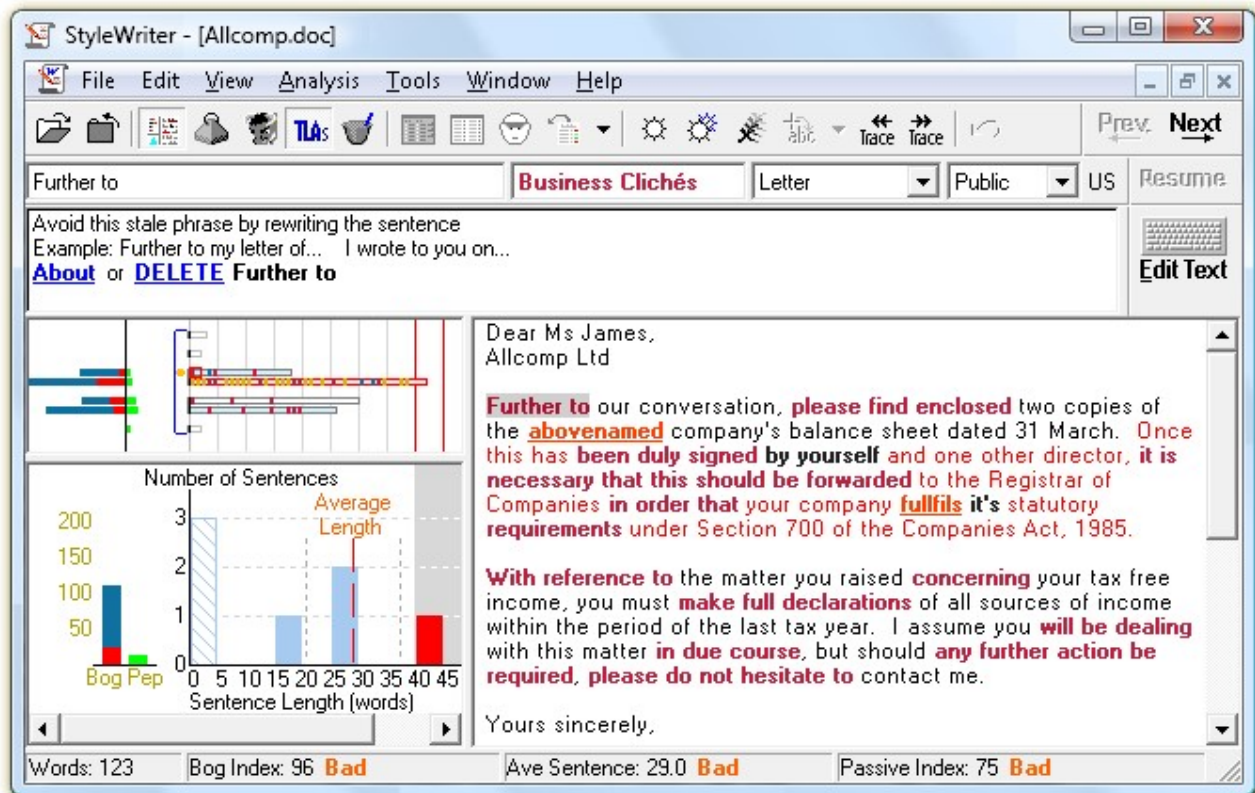 StyleWriter - [Allcomp.doc]
File Edit View Analysis Tools Window Help
TLAs Trace Trace Prev. Next
Further to Business Clichés Letter Public US Resume
Avoid this stale phrase by rewriting the sentence
Example: Further to my letter of... I wrote to you on...
About or DELETE Further to
Edit Text
Dear Ms James,
Allcomp Ltd
Further to our conversation, please find enclosed two copies of
the abovenamed company's balance sheet dated 31 March. Once
this has been duly signed by yourself and one other director, it is
necessary that this should be forwarded to the Registrar of
Companies in order that your company fullfils it's statutory
requirements under Section 700 of the Companies Act, 1985.
With reference to the matter you raised concerning your tax free
income, you must make full declarations of all sources of income
within the period of the last tax year. I assume you will be dealing
with this matter in due course, but should any further action be
required, please do not hesitate to contact me.
Yours sincerely,
Number of Sentences
Average
Length
200
150
100
50
Bog Pep
3
2
1
0
0 5 10 15 20 25 30 35 40 45
Sentence Length (words)
Words: 123 Bog Index: 96 Bad Ave Sentence: 29.0 Bad Passive Index: 75 Bad